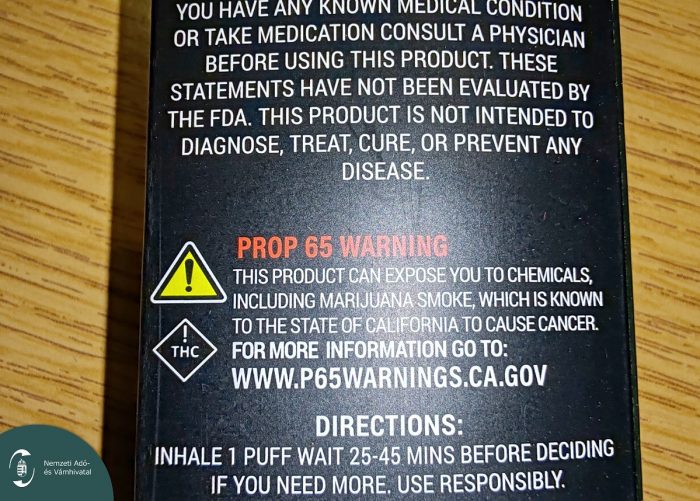 YOU HAVE ANY KNOWN MEDICAL CONDITION
OR TAKE MEDICATION CONSULT A PHYSICIAN
BEFORE USING THIS PRODUCT. THESE
STATEMENTS HAVE NOT BEEN EVALUATED BY
THE FDA. THIS PRODUCT IS NOT INTENDED TO
DIAGNOSE, TREAT, CURE, OR PREVENT ANY
DISEASE.
PROP 65 WARNING
THIS PRODUCT CAN EXPOSE YOU TO CHEMICALS,
INCLUDING MARIJUANA SMOKE, WHICH IS KNOWN
TO THE STATE OF CALIFORNIA TO CAUSE CANCER.
FOR MORE INFORMATION GO TO:
WWW.P65WARNINGS.CA.GOV
!
!
THC
DIRECTIONS:
INHALE 1 PUFF WAIT 25-45 MINS BEFORE DECIDING
IF YOU NEED MORE. USE RESPONSIBLY.
Nemzeti Adó-
és Vámhivatal